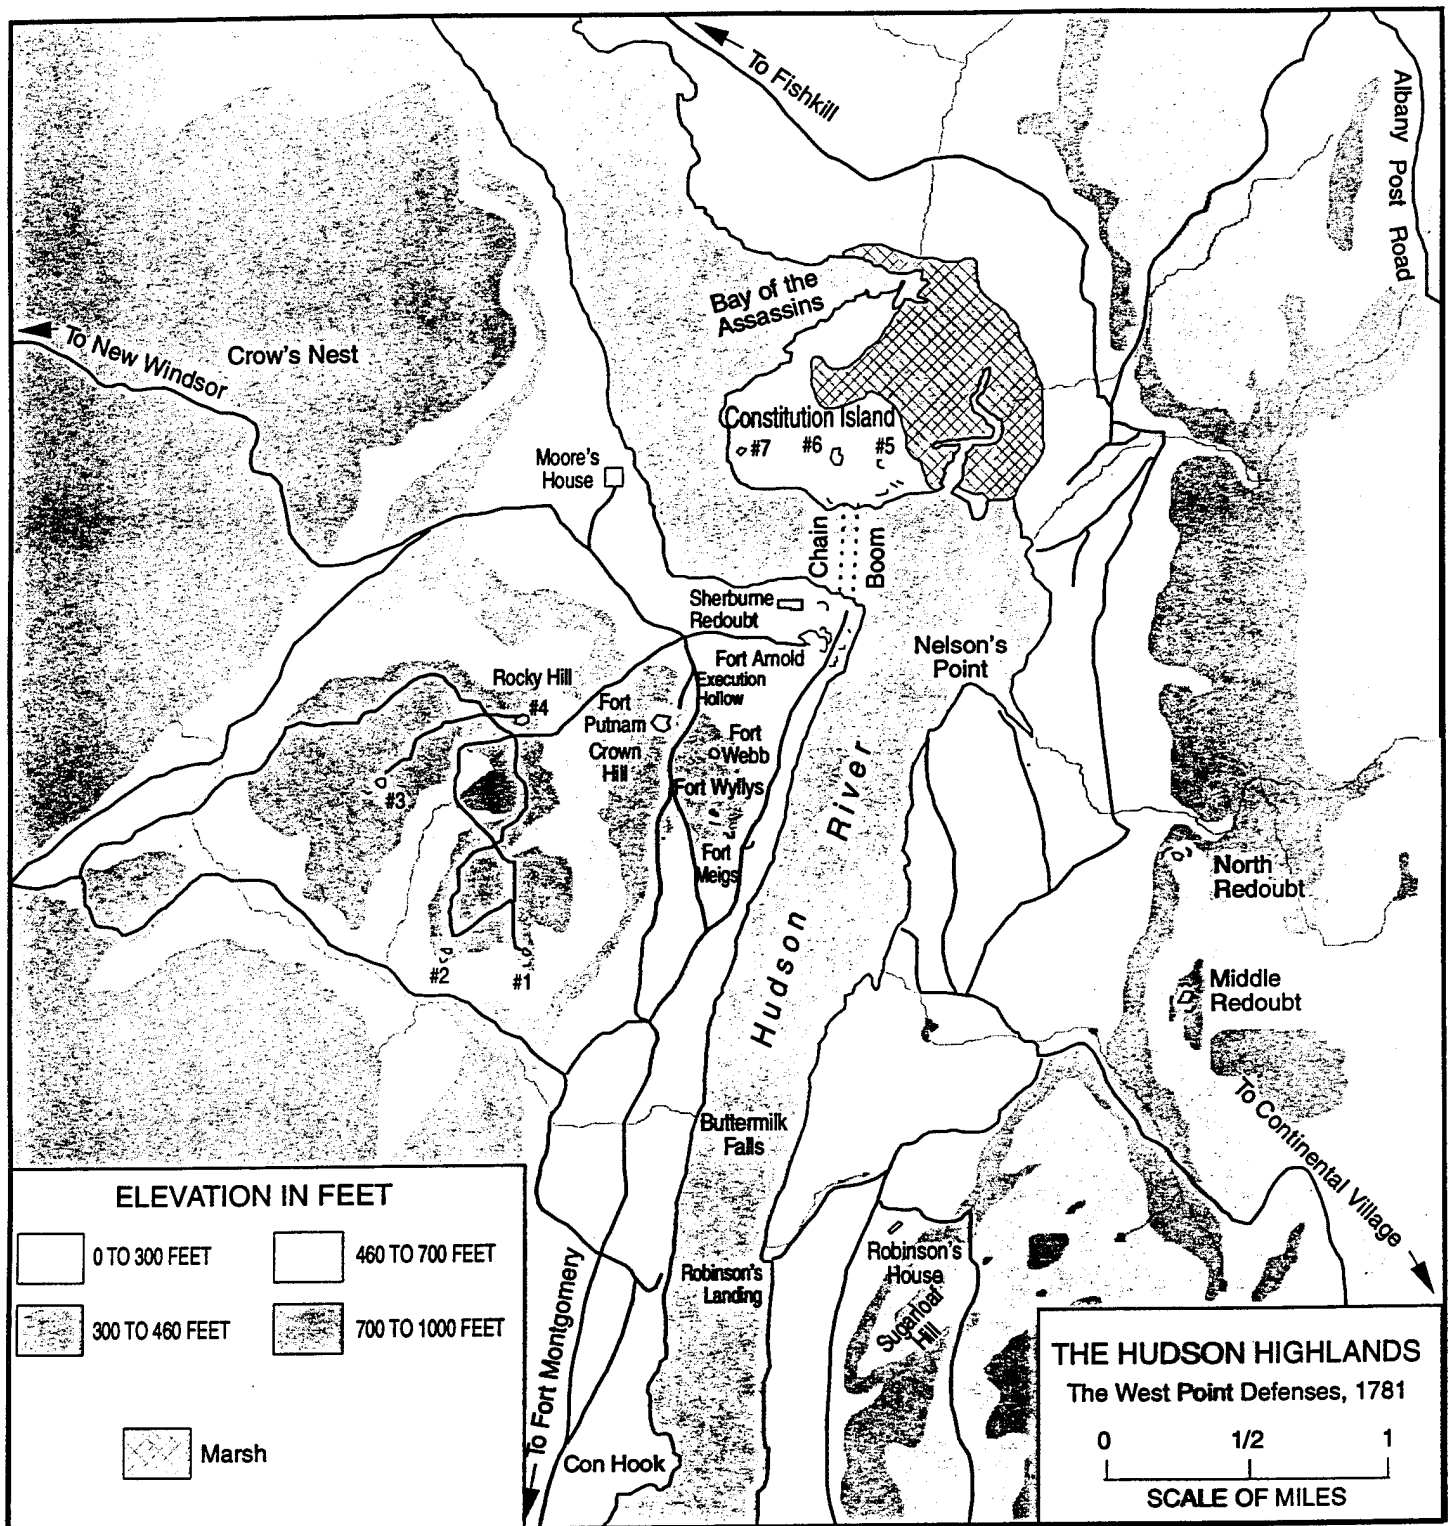 To Fishkill
Albany Post Road
Bay of the
Assassins
To New Windsor
Crow's Nest
Constitution Island
#7
#6
#5
Moore's
House
Chain
Boom
Sherburne
Redoubt
Nelson's
Point
Fort Arnold
Execution
Hollow
Rocky Hill
#4
Fort
Putnam
Crown
Hill
Fort
Webb
Fort Wyllys
#3
Fort
Meigs
Hudson River
North
Redoubt
#2
#1
Middle
Redoubt
To Continental Village
Buttermilk
Falls
Robinson's
House
Robinson's
Landing
Sugarloaf
Hill
To Fort Montgomery
Con Hook
ELEVATION IN FEET
0 TO 300 FEET
460 TO 700 FEET
300 TO 460 FEET
700 TO 1000 FEET
Marsh
THE HUDSON HIGHLANDS
The West Point Defenses, 1781
0 1/2 1
SCALE OF MILES